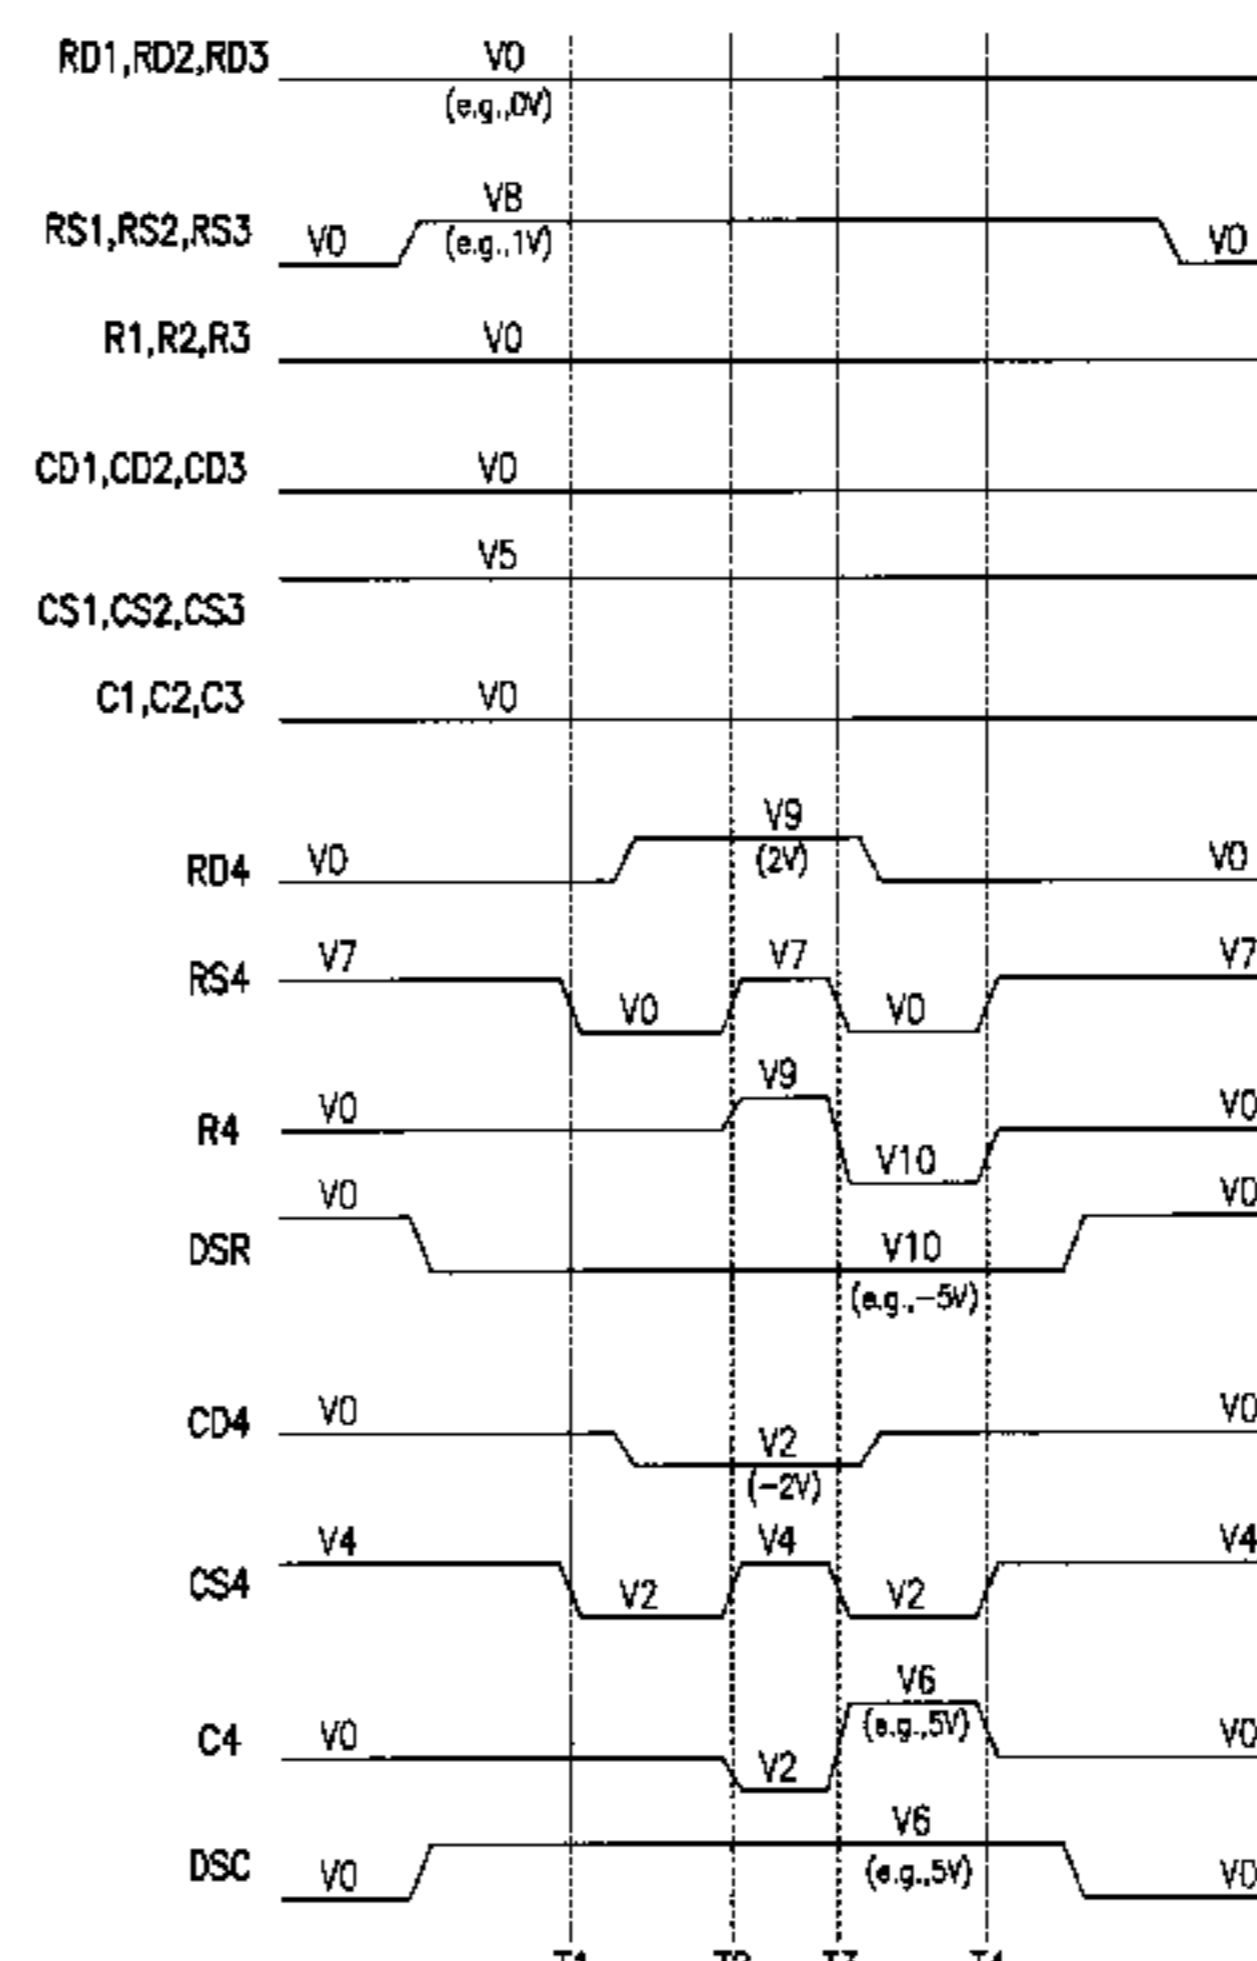 RD1,RD2,RD3 V0
(e.g.,0V)
V8
RS1,RS2,RS3 V0 (e.g.,1V) V0
R1,R2,R3 V0
CD1,CD2,CD3 V0
V5
CS1,CS2,CS3
C1,C2,C3 V0
V9
RD4 V0 (2V) V0
V7 V7 V7
RS4 V0 V0
V9
R4 V0 V10 V0
V0 V0
DSR V10
(e.g.,-5V)
CD4 V0 V2 V0
(-2V)
V4 V4 V4
CS4 V2 V2
V6
C4 V0 (e.g.,5V) V0
V2
V6
DSC V0 (e.g.,5V) V0